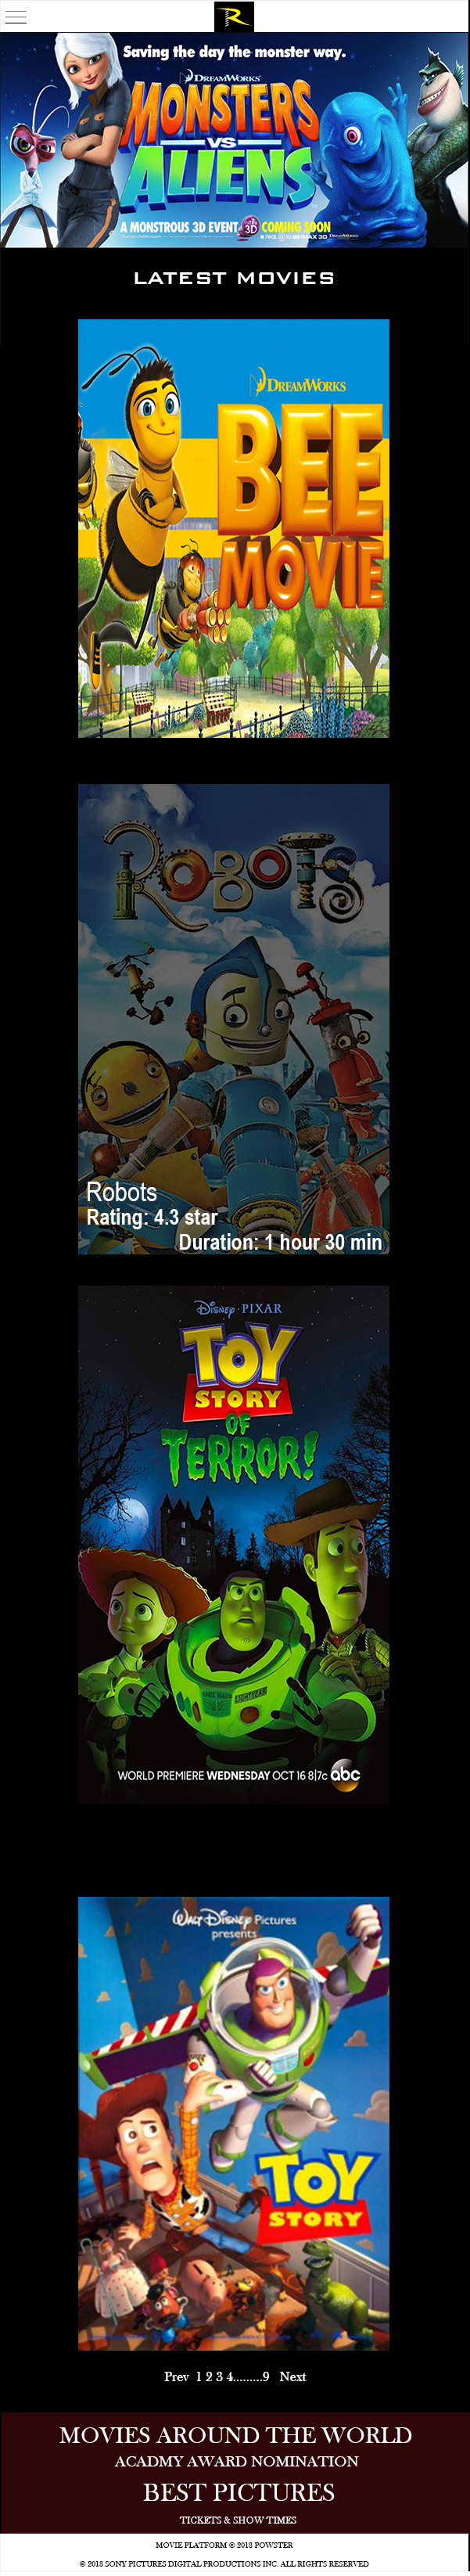 R
Saving the day the monster way.
DREAMWORKS
MONSTERS
VS
ALIENS
A MONSTROUS 3D EVENT 3D COMING SOON
LATEST MOVIES
DREAMWORKS
BEE
MOVIE
ROBOTS
Robots
Rating: 4.3 star
Duration: 1 hour 30 min
Disney · PIXAR
TOY
STORY
OF
TERROR!
SPACE RANGER LIGHTYEAR
WORLD PREMIERE WEDNESDAY OCT 16 8|7c abc
WALT DISNEY Pictures
presents
TOY
STORY
Prev 1 2 3 4.........9 Next
MOVIES AROUND THE WORLD
ACADMY AWARD NOMINATION
BEST PICTURES
TICKETS & SHOW TIMES
MOVIE PLATFORM © 2018 POWSTER
© 2018 SONY PICTURES DIGITAL PRODUCTIONS INC. ALL RIGHTS RESERVED